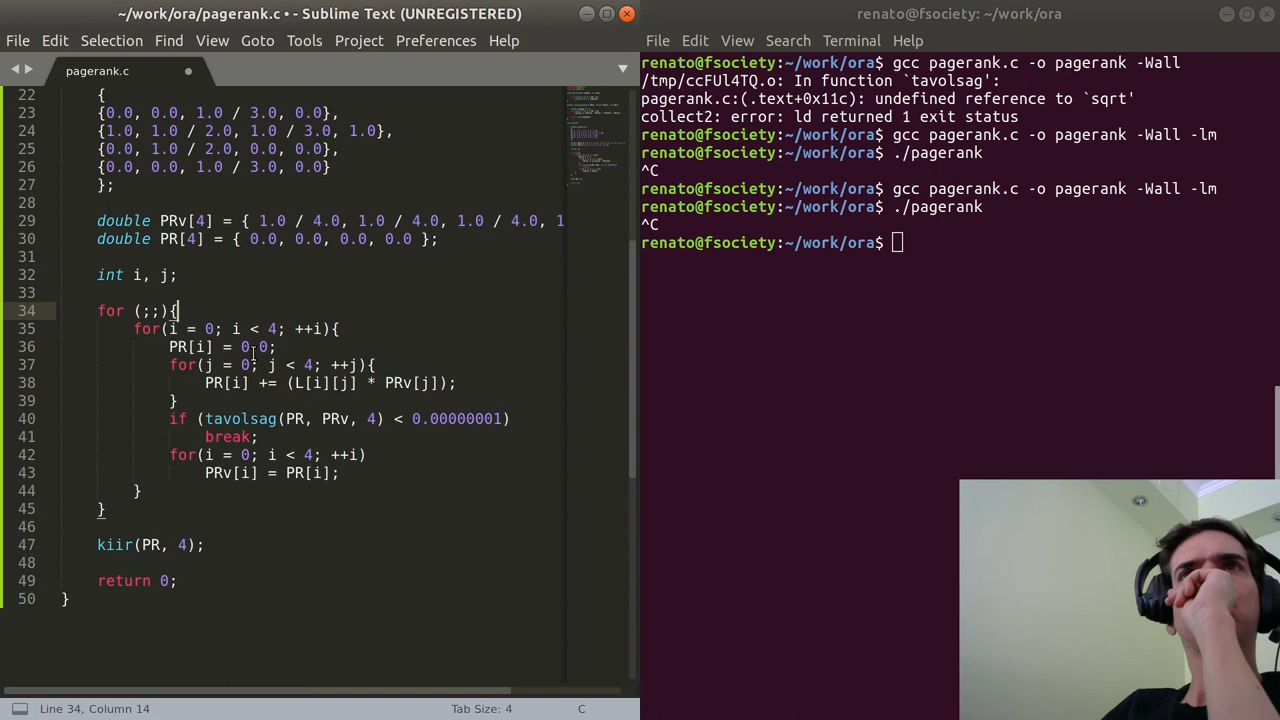 ~/work/ora/pagerank.c • - Sublime Text (UNREGISTERED)
File Edit Selection Find View Goto Tools Project Preferences Help
pagerank.c
22 {
23 {0.0, 0.0, 1.0 / 3.0, 0.0},
24 {1.0, 1.0 / 2.0, 1.0 / 3.0, 1.0},
25 {0.0, 1.0 / 2.0, 0.0, 0.0},
26 {0.0, 0.0, 1.0 / 3.0, 0.0}
27 };
28
29 double PRv[4] = { 1.0 / 4.0, 1.0 / 4.0, 1.0 / 4.0, 1
30 double PR[4] = { 0.0, 0.0, 0.0, 0.0 };
31
32 int i, j;
33
34 for (;;){
35 for(i = 0; i < 4; ++i){
36 PR[i] = 0.0;
37 for(j = 0; j < 4; ++j){
38 PR[i] += (L[i][j] * PRv[j]);
39 }
40 if (tavolsag(PR, PRv, 4) < 0.00000001)
41 break;
42 for(i = 0; i < 4; ++i)
43 PRv[i] = PR[i];
44 }
45 }
46
47 kiir(PR, 4);
48
49 return 0;
50 }
Line 34, Column 14 Tab Size: 4 C
renato@fsociety: ~/work/ora
File Edit View Search Terminal Help
renato@fsociety:~/work/ora$ gcc pagerank.c -o pagerank -Wall
/tmp/ccFUl4TQ.o: In function `tavolsag':
pagerank.c:(.text+0x11c): undefined reference to `sqrt'
collect2: error: ld returned 1 exit status
renato@fsociety:~/work/ora$ gcc pagerank.c -o pagerank -Wall -lm
renato@fsociety:~/work/ora$ ./pagerank
^C
renato@fsociety:~/work/ora$ gcc pagerank.c -o pagerank -Wall -lm
renato@fsociety:~/work/ora$ ./pagerank
^C
renato@fsociety:~/work/ora$